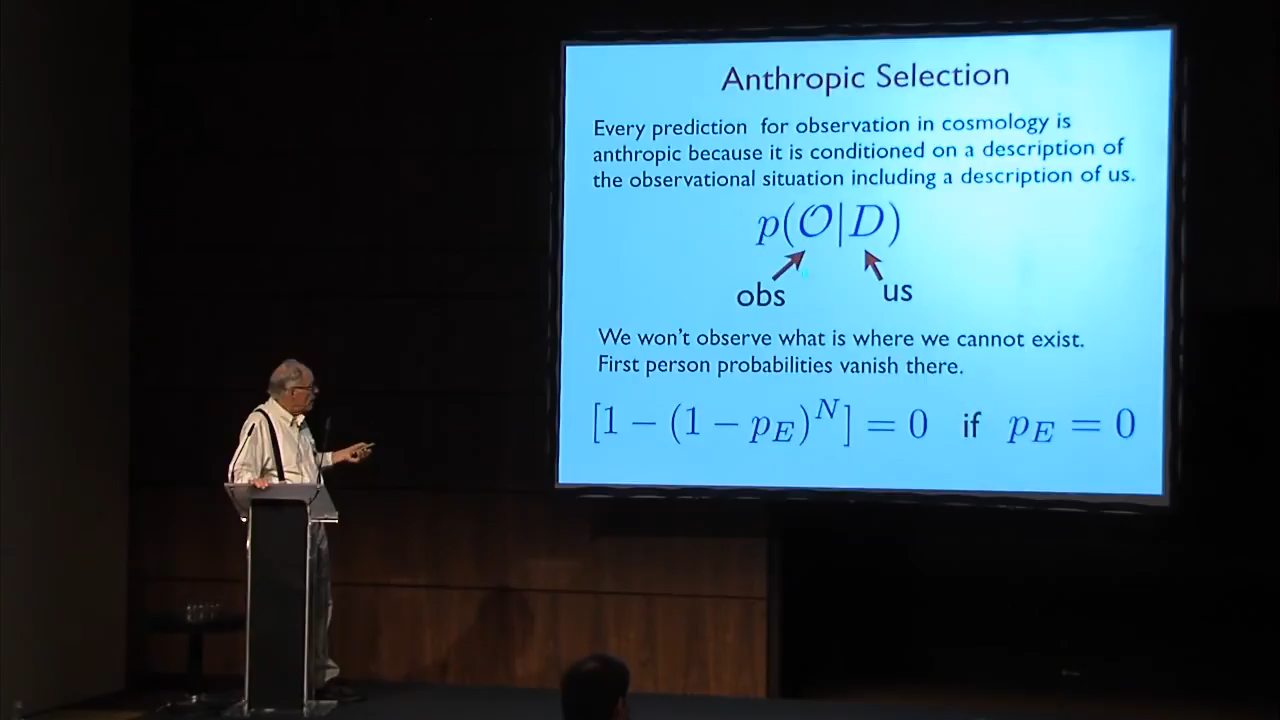 Anthropic Selection
Every prediction for observation in cosmology is
anthropic because it is conditioned on a description of
the observational situation including a description of us.
p(𝒪|D)
obs us
We won't observe what is where we cannot exist.
First person probabilities vanish there.
[1 − (1 − p_E)^N] = 0 if p_E = 0